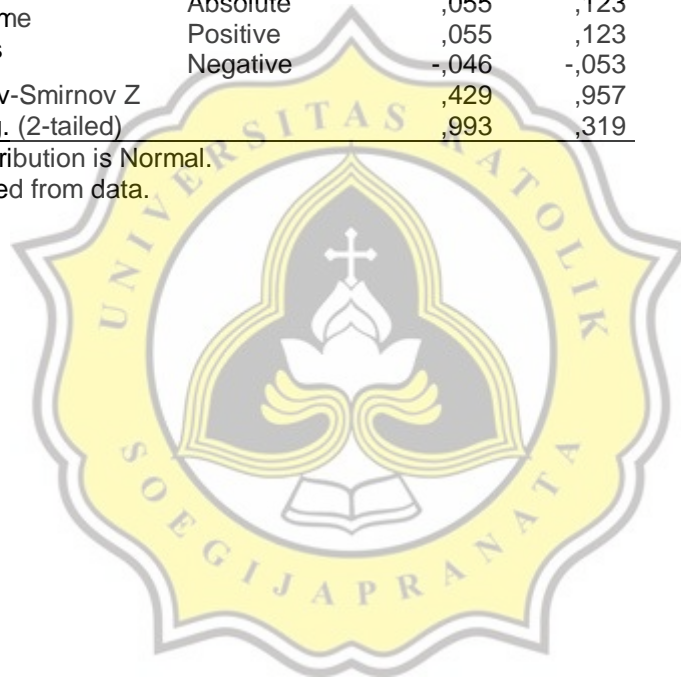 Absolute ,055 ,123
me
Positive ,055 ,123
s
Negative -,046 -,053
v-Smirnov Z ,429 ,957
g. (2-tailed) ,993 ,319
ribution is Normal.
ed from data.
UNIVERSITAS KATOLIK
SOEGIJAPRANATA